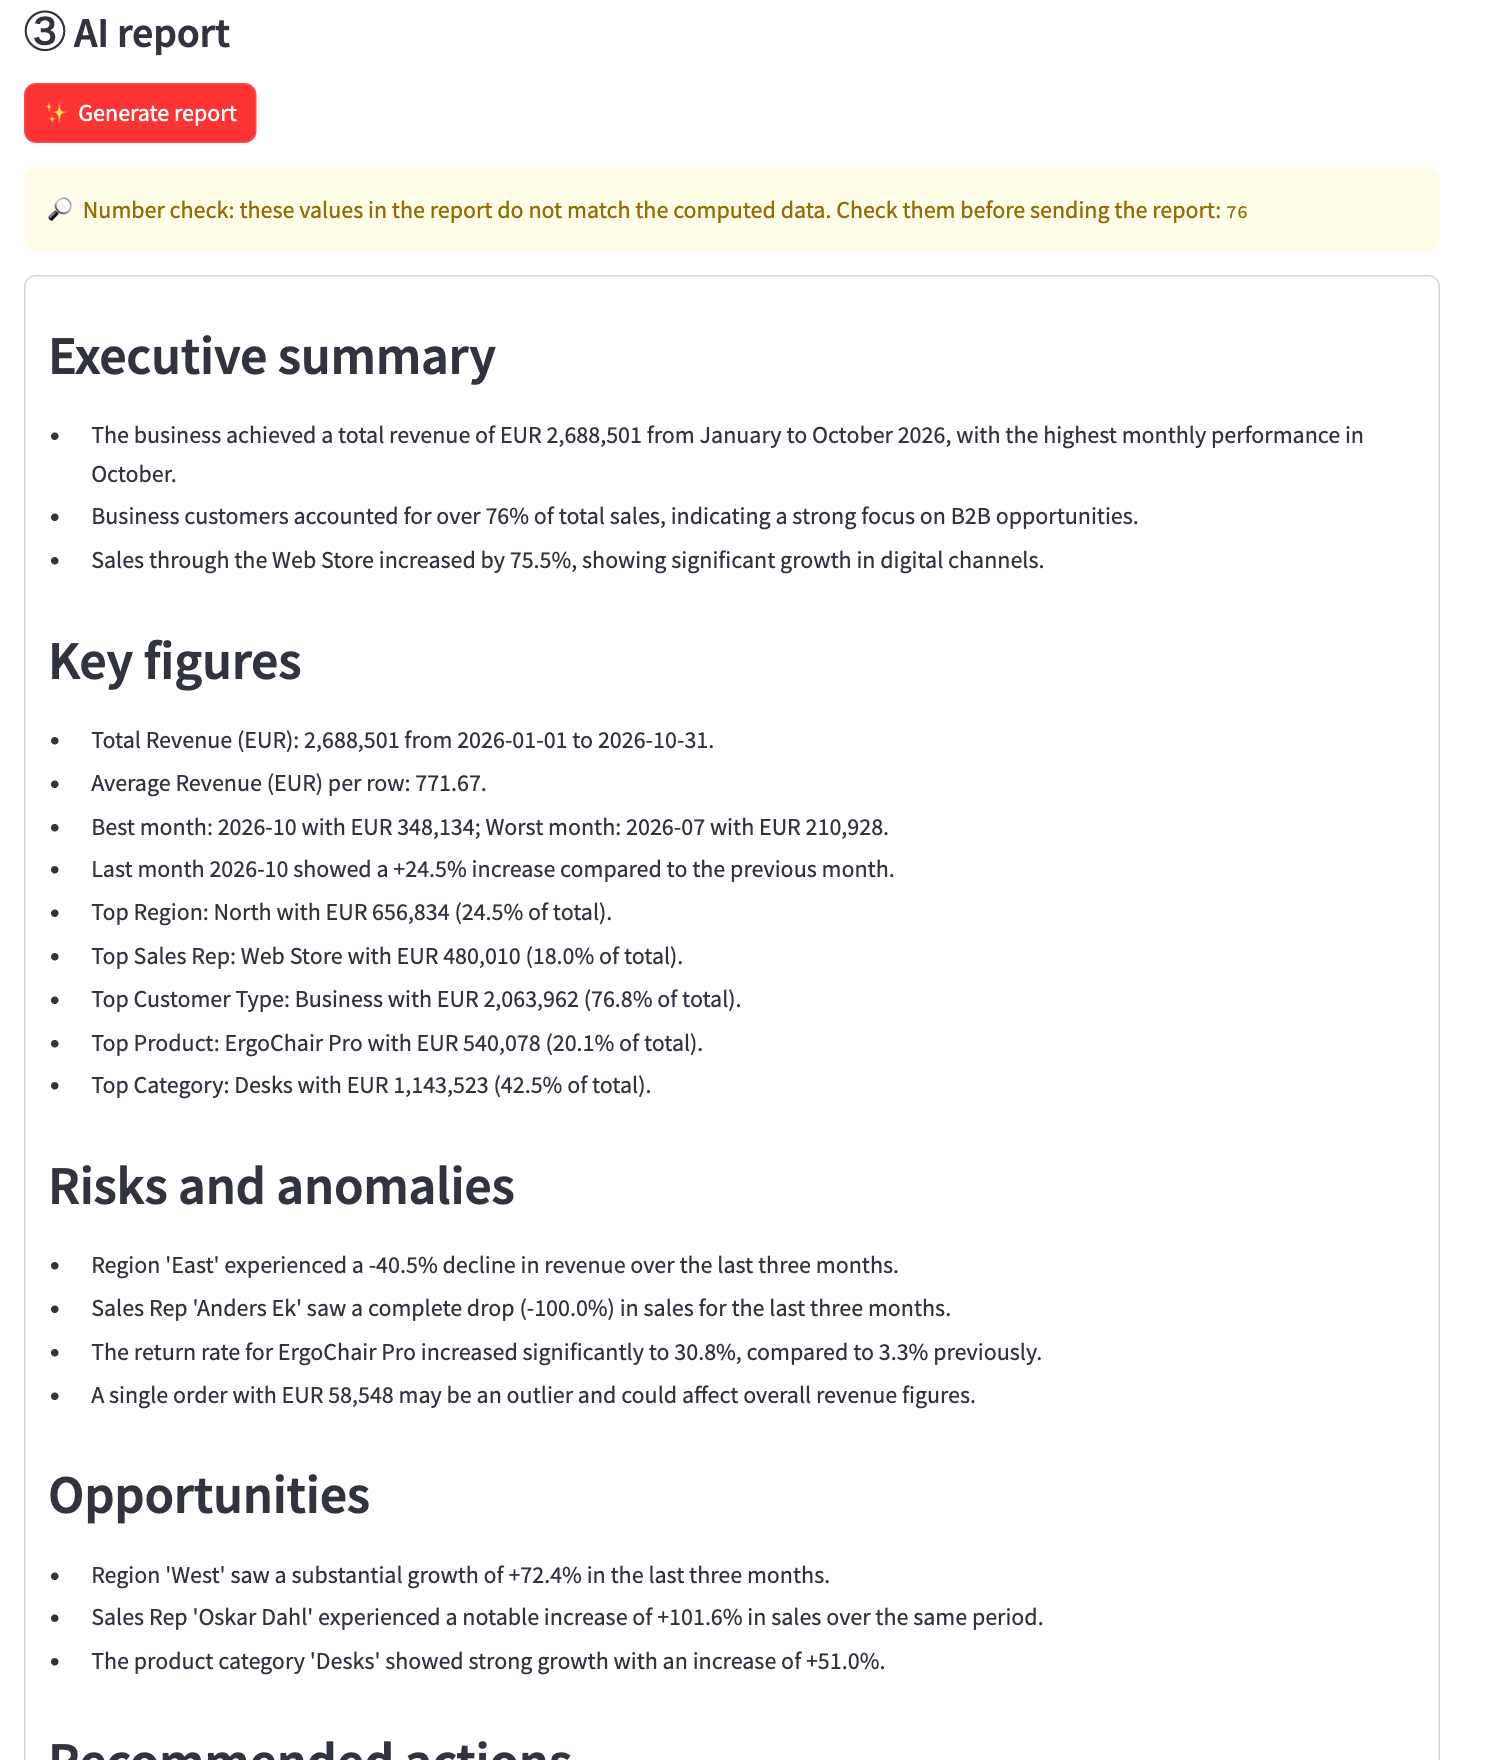 ③ AI report
✨ Generate report
🔎 Number check: these values in the report do not match the computed data. Check them before sending the report: 76
Executive summary
• The business achieved a total revenue of EUR 2,688,501 from January to October 2026, with the highest monthly performance in
October.
• Business customers accounted for over 76% of total sales, indicating a strong focus on B2B opportunities.
• Sales through the Web Store increased by 75.5%, showing significant growth in digital channels.
Key figures
• Total Revenue (EUR): 2,688,501 from 2026-01-01 to 2026-10-31.
• Average Revenue (EUR) per row: 771.67.
• Best month: 2026-10 with EUR 348,134; Worst month: 2026-07 with EUR 210,928.
• Last month 2026-10 showed a +24.5% increase compared to the previous month.
• Top Region: North with EUR 656,834 (24.5% of total).
• Top Sales Rep: Web Store with EUR 480,010 (18.0% of total).
• Top Customer Type: Business with EUR 2,063,962 (76.8% of total).
• Top Product: ErgoChair Pro with EUR 540,078 (20.1% of total).
• Top Category: Desks with EUR 1,143,523 (42.5% of total).
Risks and anomalies
• Region 'East' experienced a -40.5% decline in revenue over the last three months.
• Sales Rep 'Anders Ek' saw a complete drop (-100.0%) in sales for the last three months.
• The return rate for ErgoChair Pro increased significantly to 30.8%, compared to 3.3% previously.
• A single order with EUR 58,548 may be an outlier and could affect overall revenue figures.
Opportunities
• Region 'West' saw a substantial growth of +72.4% in the last three months.
• Sales Rep 'Oskar Dahl' experienced a notable increase of +101.6% in sales over the same period.
• The product category 'Desks' showed strong growth with an increase of +51.0%.
Recommended actions